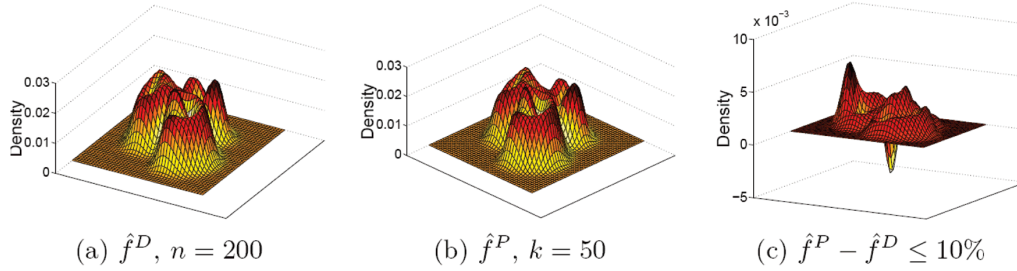 0.03
0.02
0.01
0
Density
0.03
0.02
0.01
0
Density
x 10⁻³
10
5
0
−5
Density
(a) f̂ᴰ, n = 200
(b) f̂ᴾ, k = 50
(c) f̂ᴾ − f̂ᴰ ≤ 10%